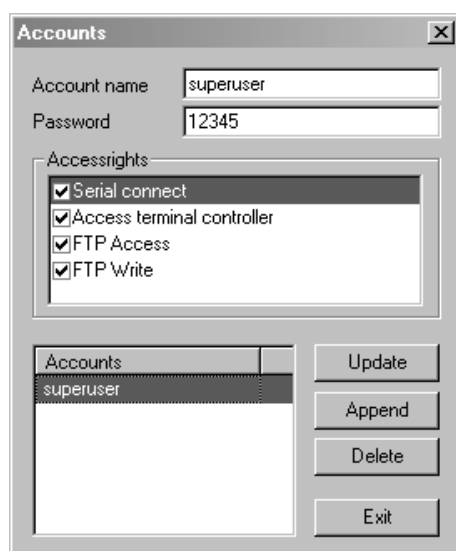 Accounts
Account name superuser
Password 12345
Accessrights
Serial connect
Access terminal controller
FTP Access
FTP Write
Accounts
superuser
Update
Append
Delete
Exit